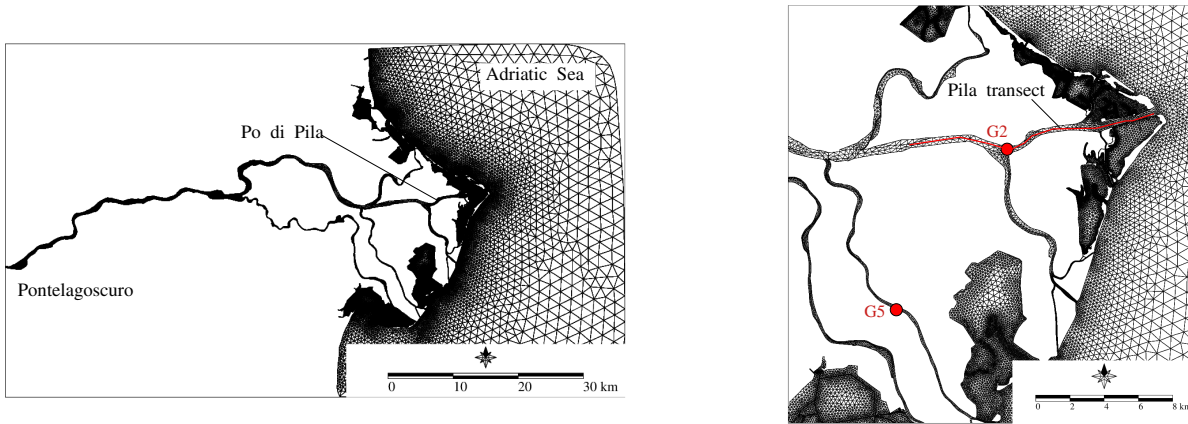 Adriatic Sea
Po di Pila
Pontelagoscuro
0 10 20 30 km
Pila transect
G2
G5
0 2 4 6 8 km